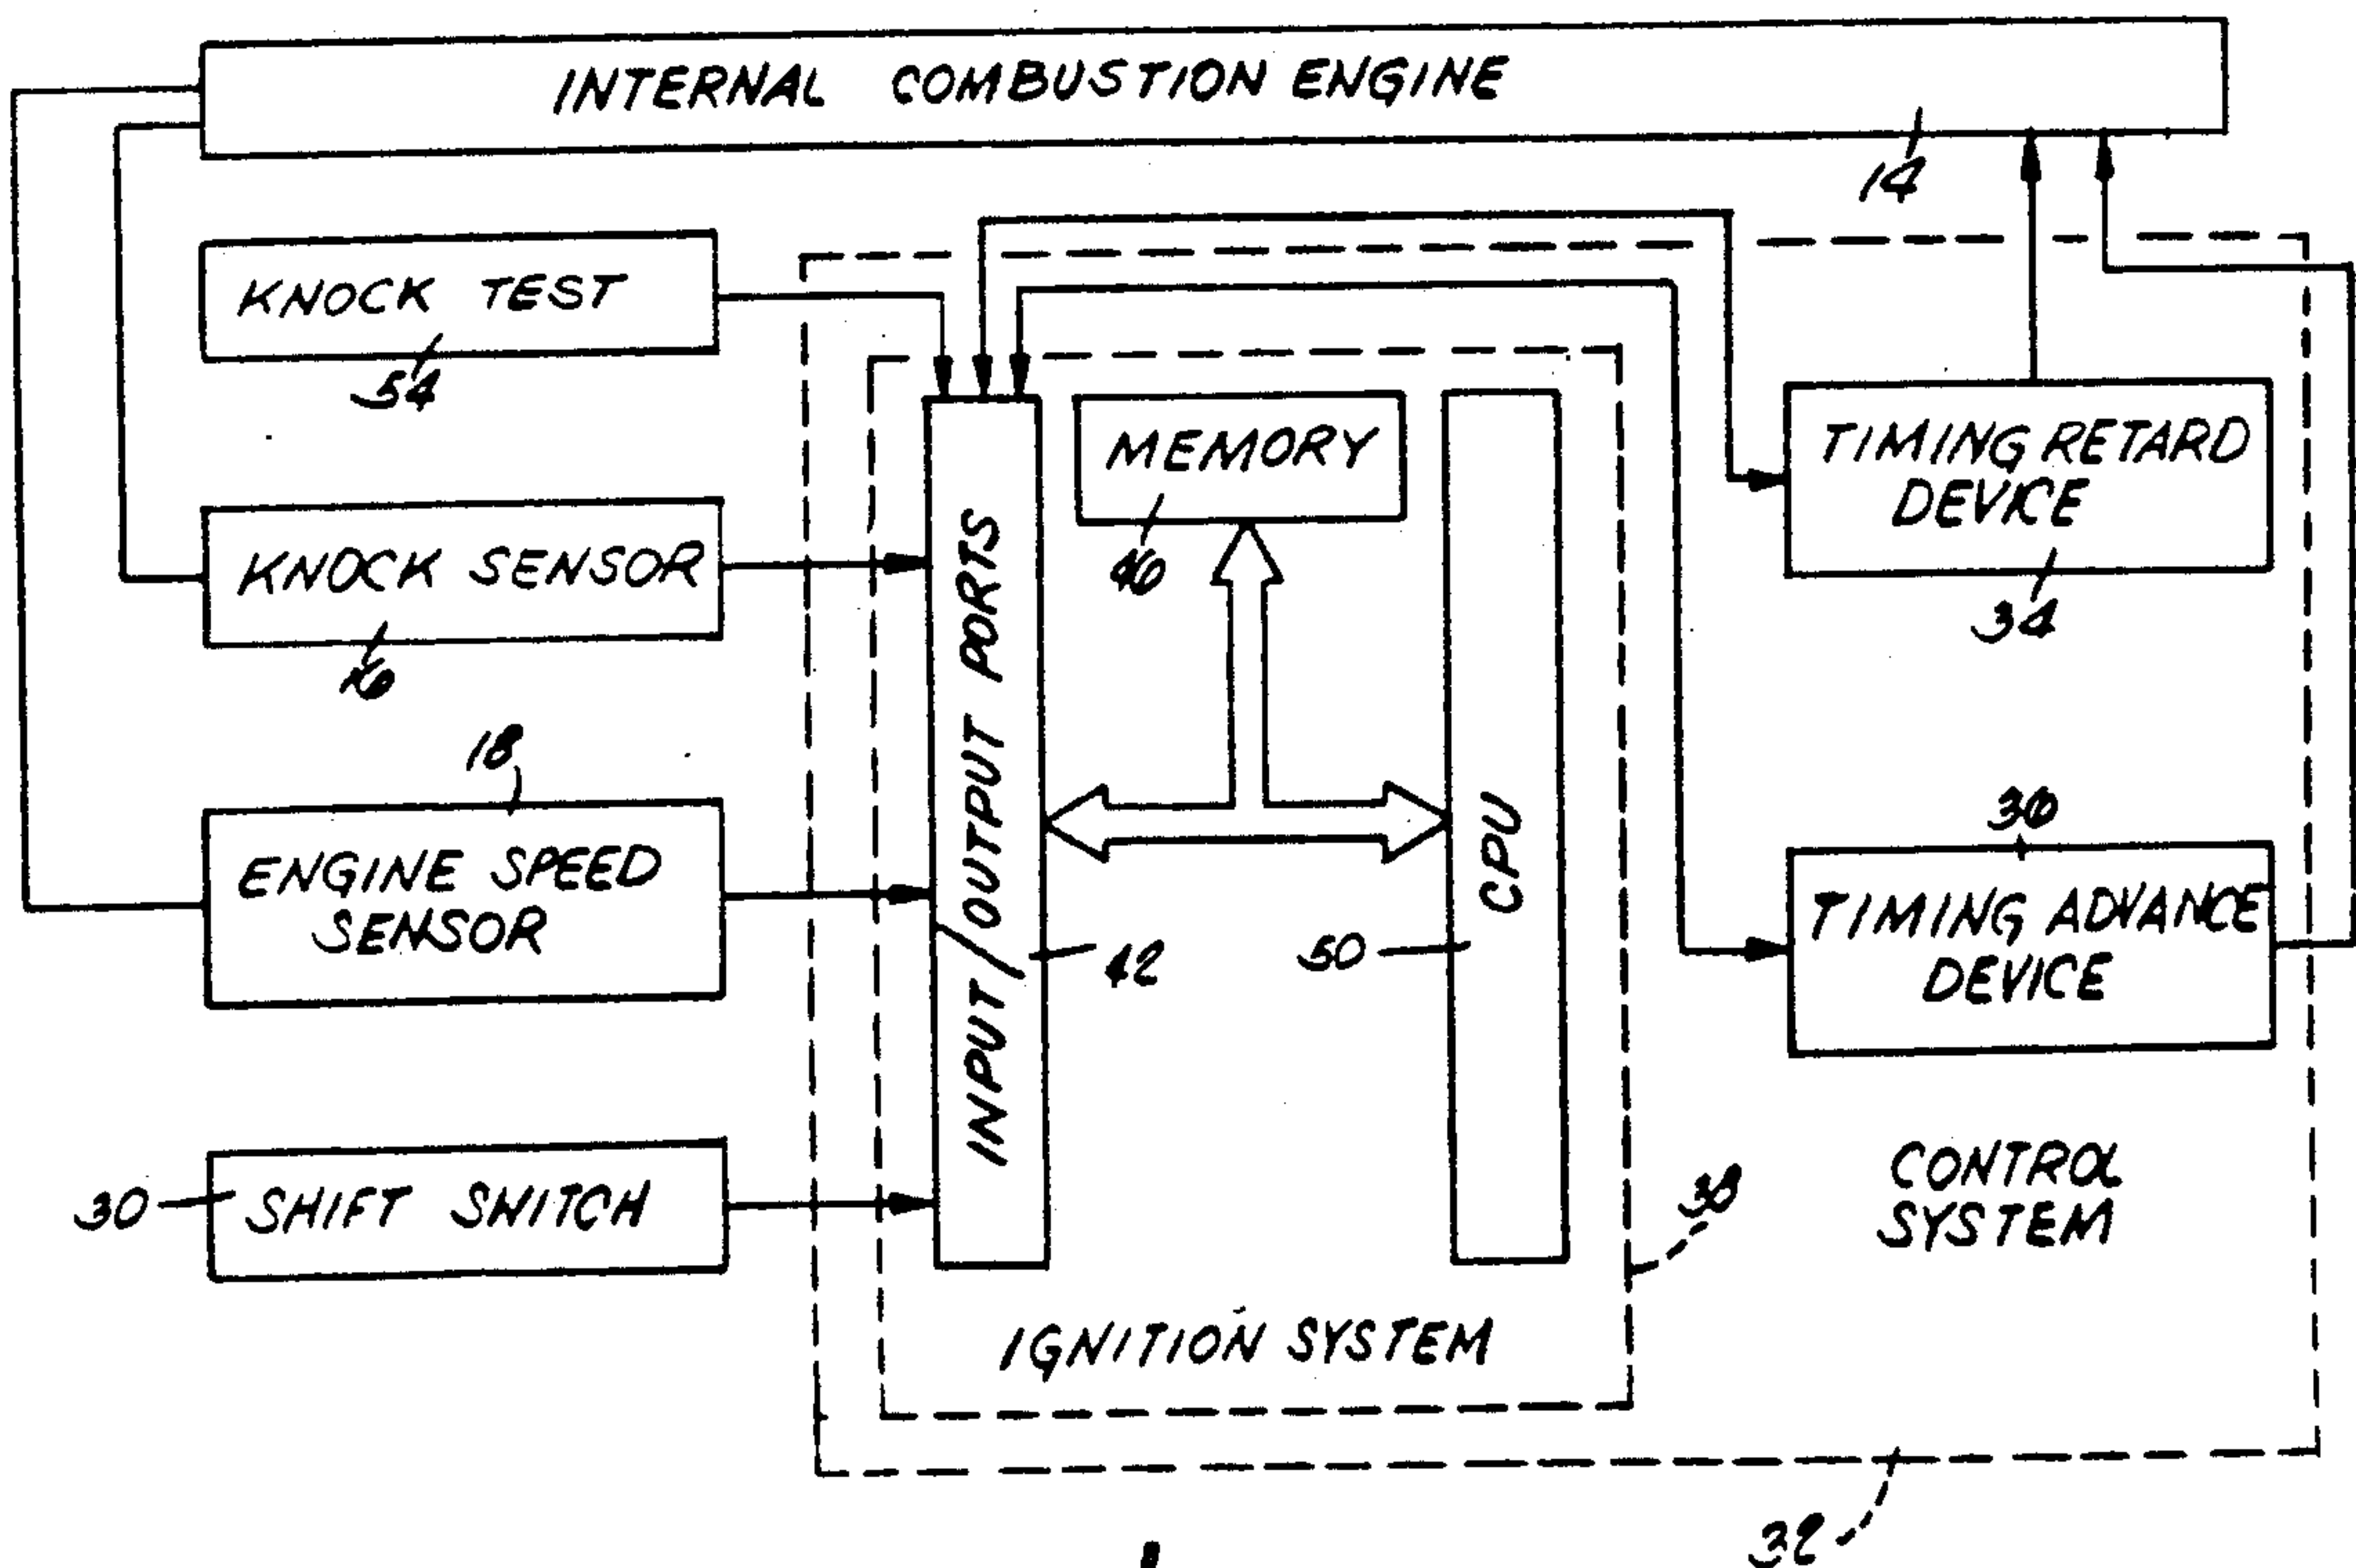 INTERNAL COMBUSTION ENGINE
14
KNOCK TEST
54
MEMORY
46
TIMING RETARD
DEVICE
34
KNOCK SENSOR
INPUT/OUTPUT PORTS
42
CPU
50
18
ENGINE SPEED
SENSOR
36
TIMING ADVANCE
DEVICE
30
SHIFT SWITCH
38
CONTROL
SYSTEM
IGNITION SYSTEM
32